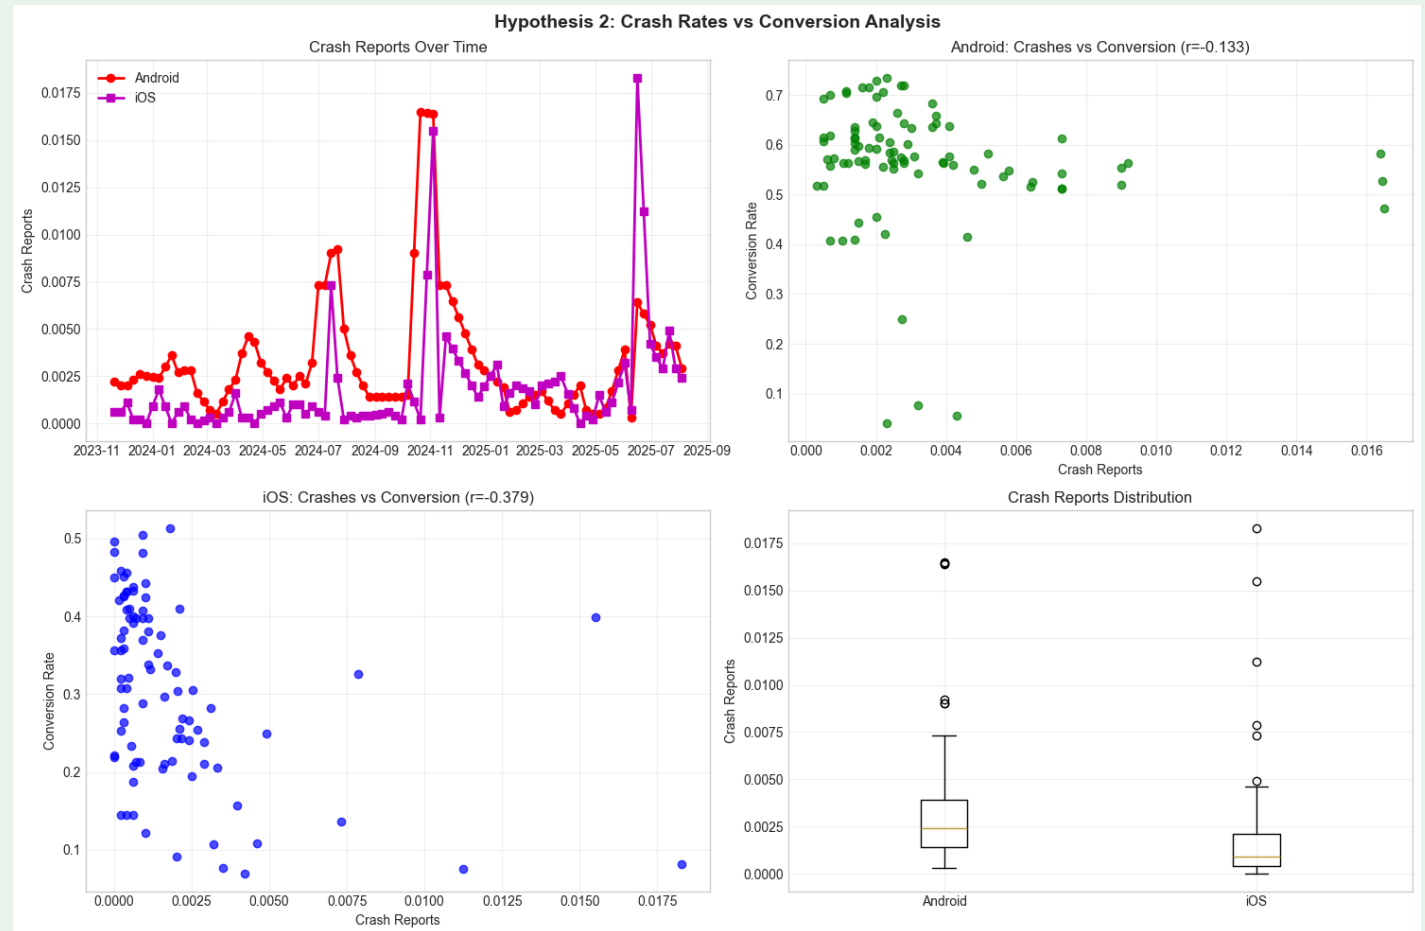 Hypothesis 2: Crash Rates vs Conversion Analysis
Crash Reports Over Time
Android
iOS
Crash Reports
0.0175
0.0150
0.0125
0.0100
0.0075
0.0050
0.0025
0.0000
2023-11 2024-01 2024-03 2024-05 2024-07 2024-09 2024-11 2025-01 2025-03 2025-05 2025-07 2025-09
Android: Crashes vs Conversion (r=-0.133)
Conversion Rate
0.7
0.6
0.5
0.4
0.3
0.2
0.1
0.000 0.002 0.004 0.006 0.008 0.010 0.012 0.014 0.016
Crash Reports
iOS: Crashes vs Conversion (r=-0.379)
Conversion Rate
0.5
0.4
0.3
0.2
0.1
0.0000 0.0025 0.0050 0.0075 0.0100 0.0125 0.0150 0.0175
Crash Reports
Crash Reports Distribution
Crash Reports
0.0175
0.0150
0.0125
0.0100
0.0075
0.0050
0.0025
0.0000
Android iOS